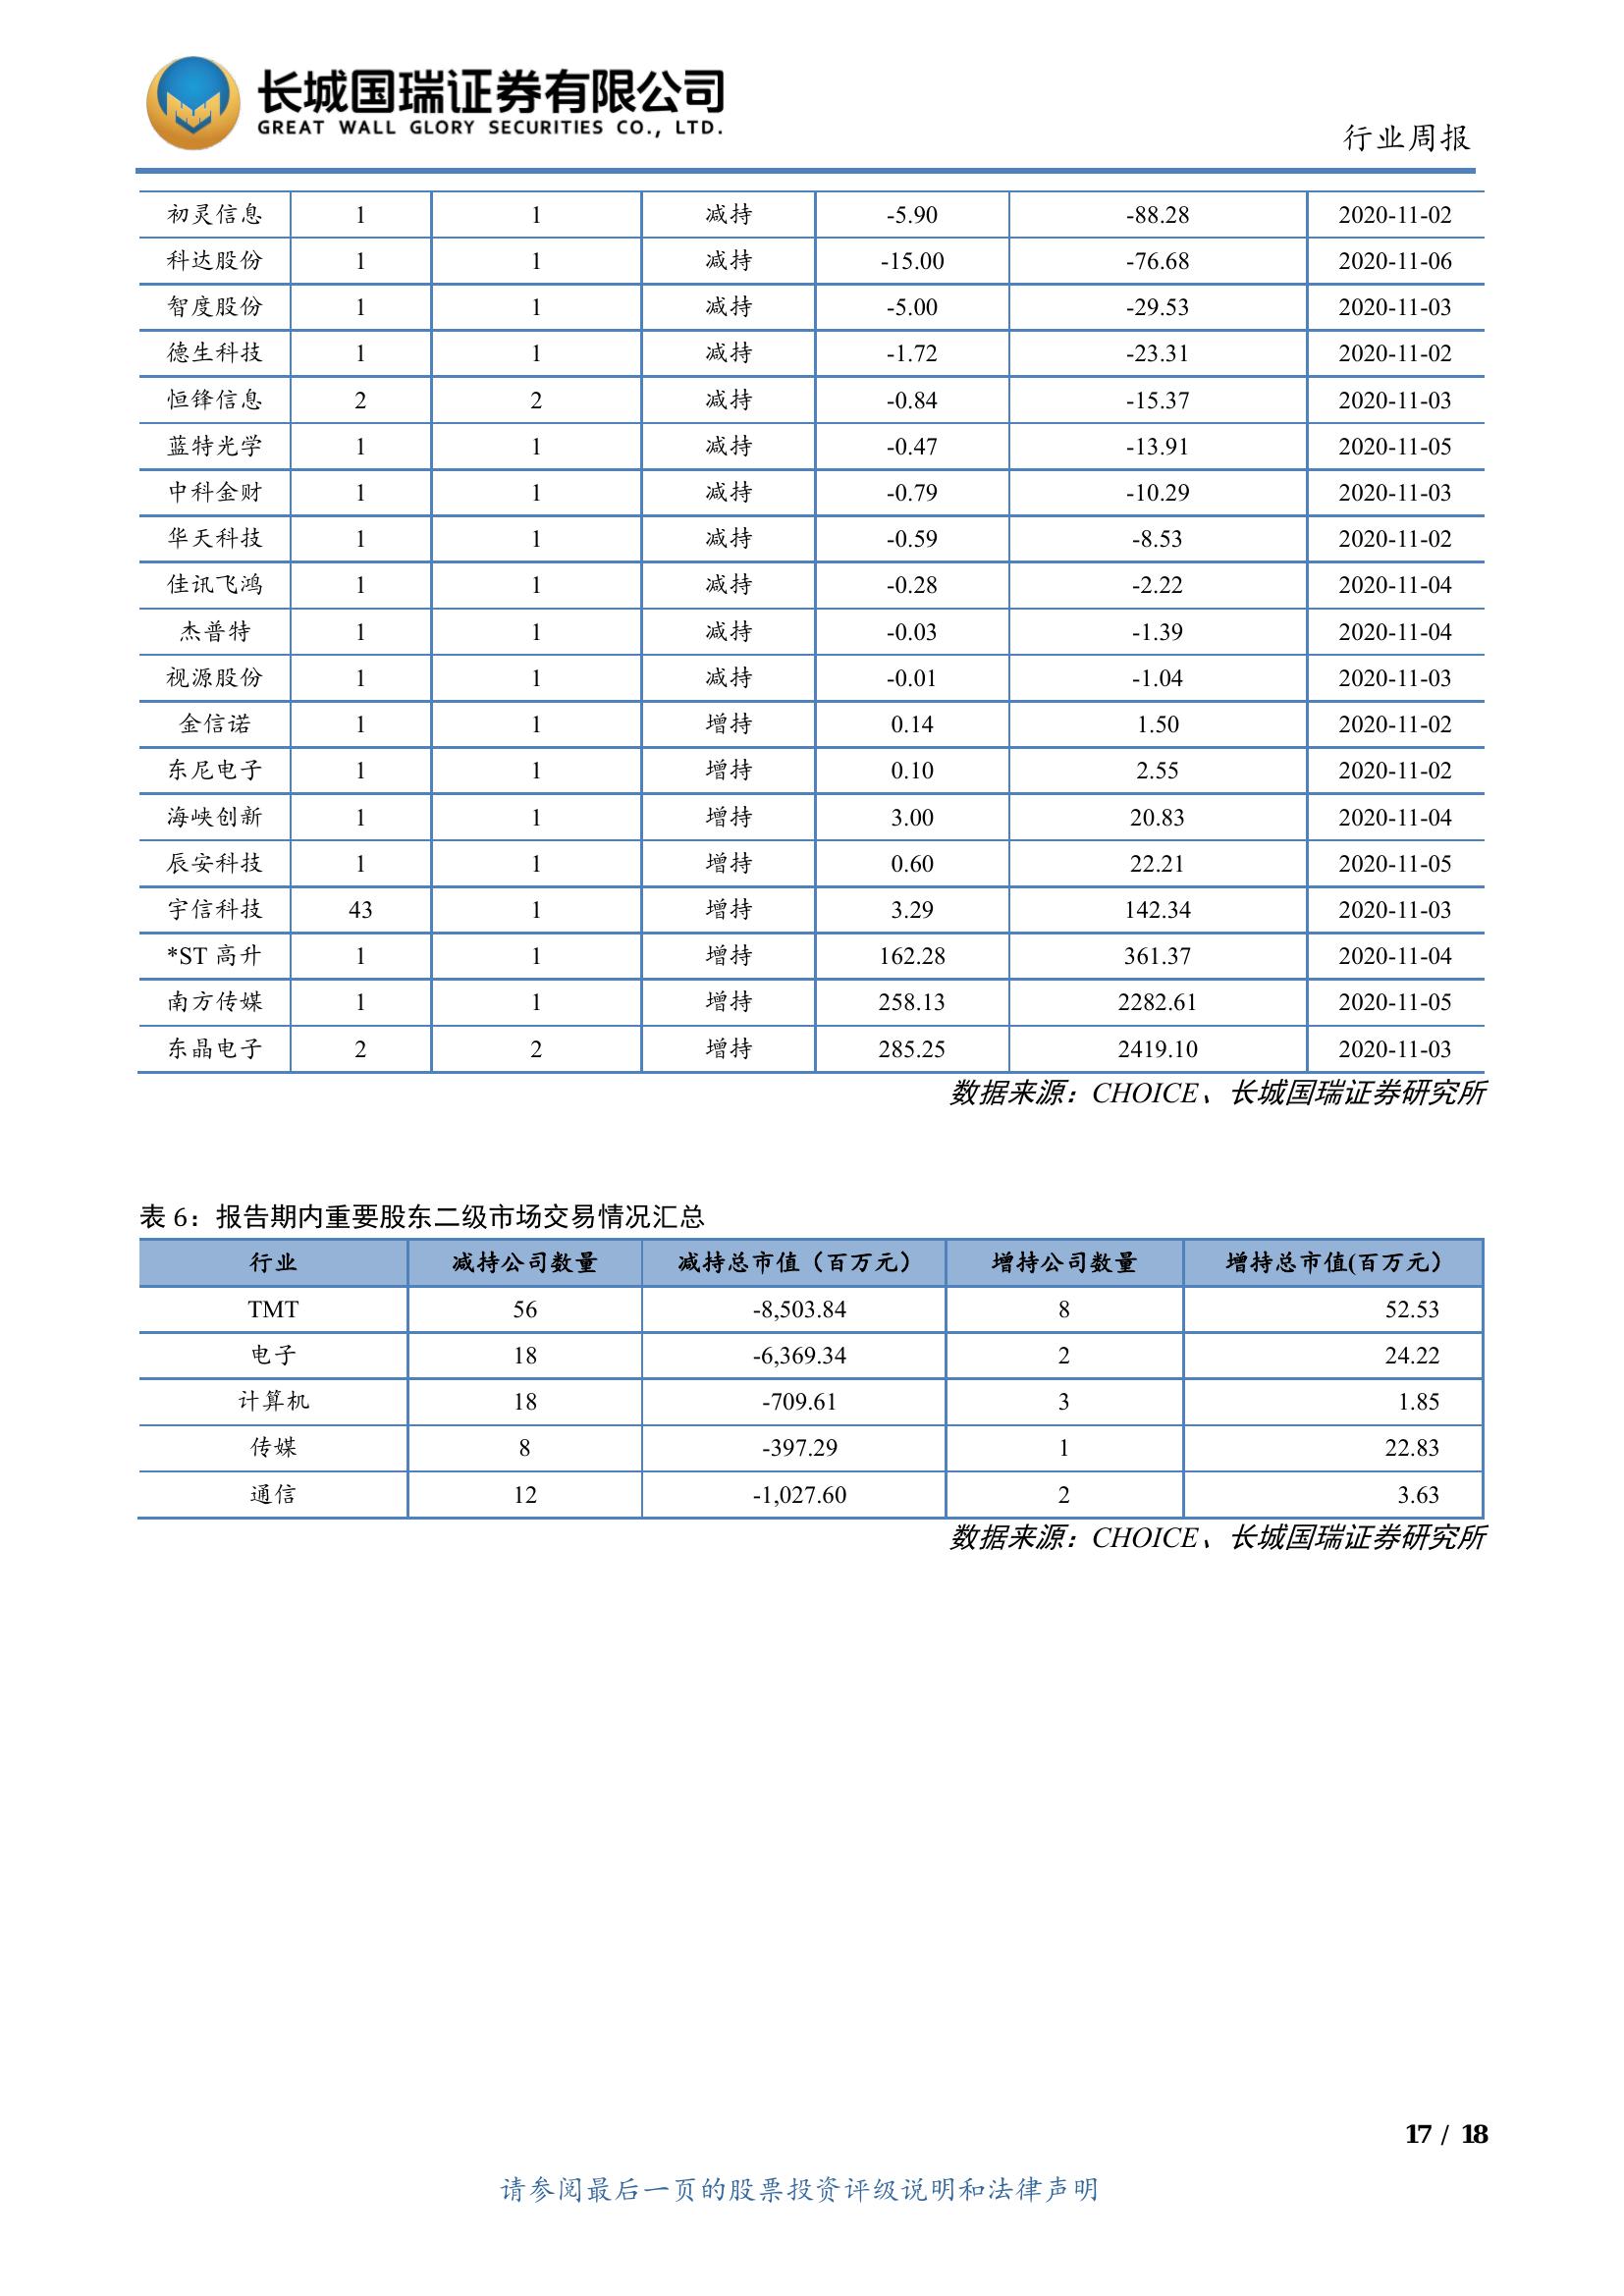 长城国瑞证券有限公司
GREAT WALL GLORY SECURITIES CO., LTD.
行业周报
初灵信息 1 1 减持 -5.90 -88.28 2020-11-02
科达股份 1 1 减持 -15.00 -76.68 2020-11-06
智度股份 1 1 减持 -5.00 -29.53 2020-11-03
德生科技 1 1 减持 -1.72 -23.31 2020-11-02
恒锋信息 2 2 减持 -0.84 -15.37 2020-11-03
蓝特光学 1 1 减持 -0.47 -13.91 2020-11-05
中科金财 1 1 减持 -0.79 -10.29 2020-11-03
华天科技 1 1 减持 -0.59 -8.53 2020-11-02
佳讯飞鸿 1 1 减持 -0.28 -2.22 2020-11-04
杰普特 1 1 减持 -0.03 -1.39 2020-11-04
视源股份 1 1 减持 -0.01 -1.04 2020-11-03
金信诺 1 1 增持 0.14 1.50 2020-11-02
东尼电子 1 1 增持 0.10 2.55 2020-11-02
海峡创新 1 1 增持 3.00 20.83 2020-11-04
辰安科技 1 1 增持 0.60 22.21 2020-11-05
宇信科技 43 1 增持 3.29 142.34 2020-11-03
*ST 高升 1 1 增持 162.28 361.37 2020-11-04
南方传媒 1 1 增持 258.13 2282.61 2020-11-05
东晶电子 2 2 增持 285.25 2419.10 2020-11-03
数据来源：CHOICE、长城国瑞证券研究所
表 6：报告期内重要股东二级市场交易情况汇总
行业 减持公司数量 减持总市值（百万元） 增持公司数量 增持总市值(百万元）
TMT 56 -8,503.84 8 52.53
电子 18 -6,369.34 2 24.22
计算机 18 -709.61 3 1.85
传媒 8 -397.29 1 22.83
通信 12 -1,027.60 2 3.63
数据来源：CHOICE、长城国瑞证券研究所
17 / 18
请参阅最后一页的股票投资评级说明和法律声明